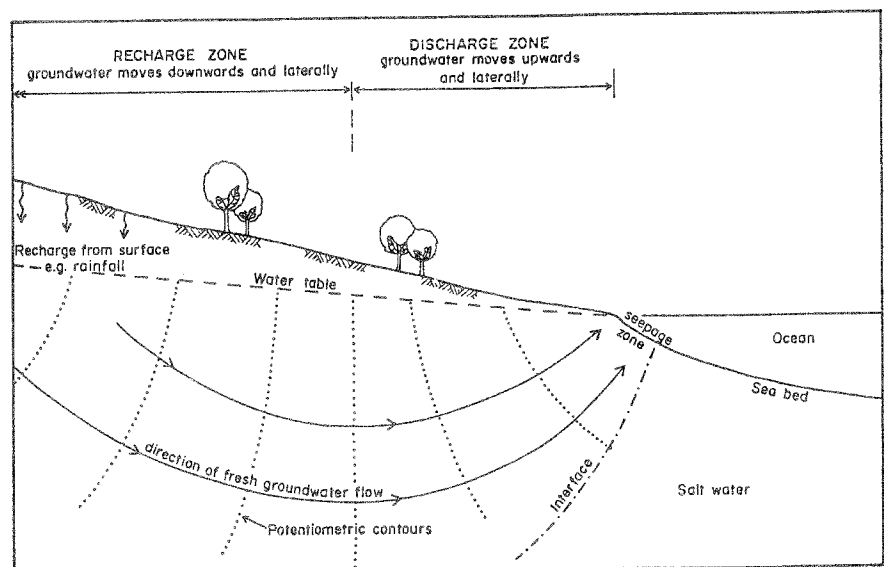 RECHARGE ZONE
groundwater moves downwards and laterally
DISCHARGE ZONE
groundwater moves upwards
and laterally
Recharge from surface
e.g. rainfall
Water table
seepage
zone
Ocean
Sea bed
direction of fresh groundwater flow
Interface
Salt water
Potentiometric contours